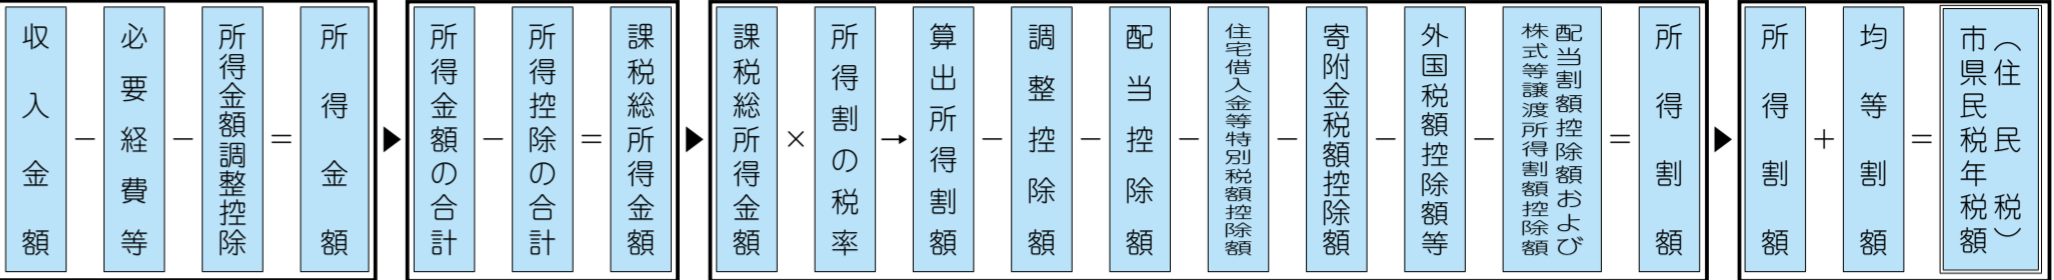 収入金額
－
必要経費等
－
所得金額調整控除
＝
所得金額
▶
所得金額の合計
－
所得控除の合計
＝
課税総所得金額
▶
課税総所得金額
×
所得割の税率
→
算出所得割額
－
調整控除額
－
配当控除額
－
住宅借入金等特別税額控除額
－
寄附金税額控除額
－
外国税額控除額等
－
配当割額控除額および
株式等譲渡所得割額控除額
＝
所得割額
▶
所得割額
＋
均等割額
＝
（住民税）
市県民税年税額